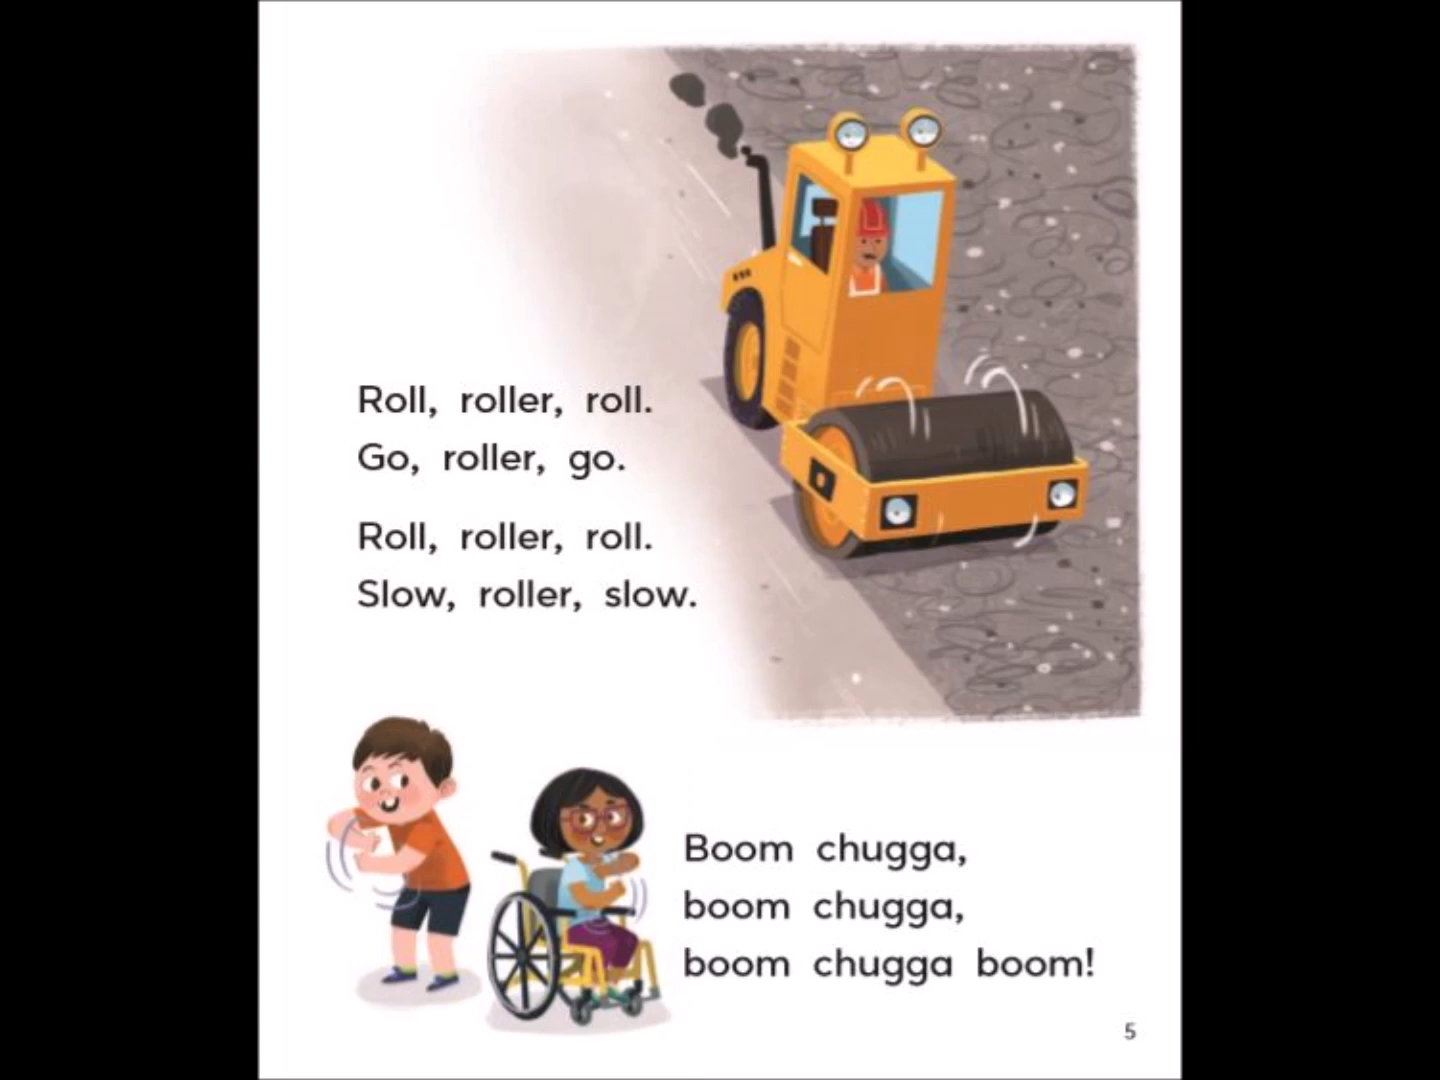 Roll, roller, roll.
Go, roller, go.
Roll, roller, roll.
Slow, roller, slow.
Boom chugga,
boom chugga,
boom chugga boom!
5